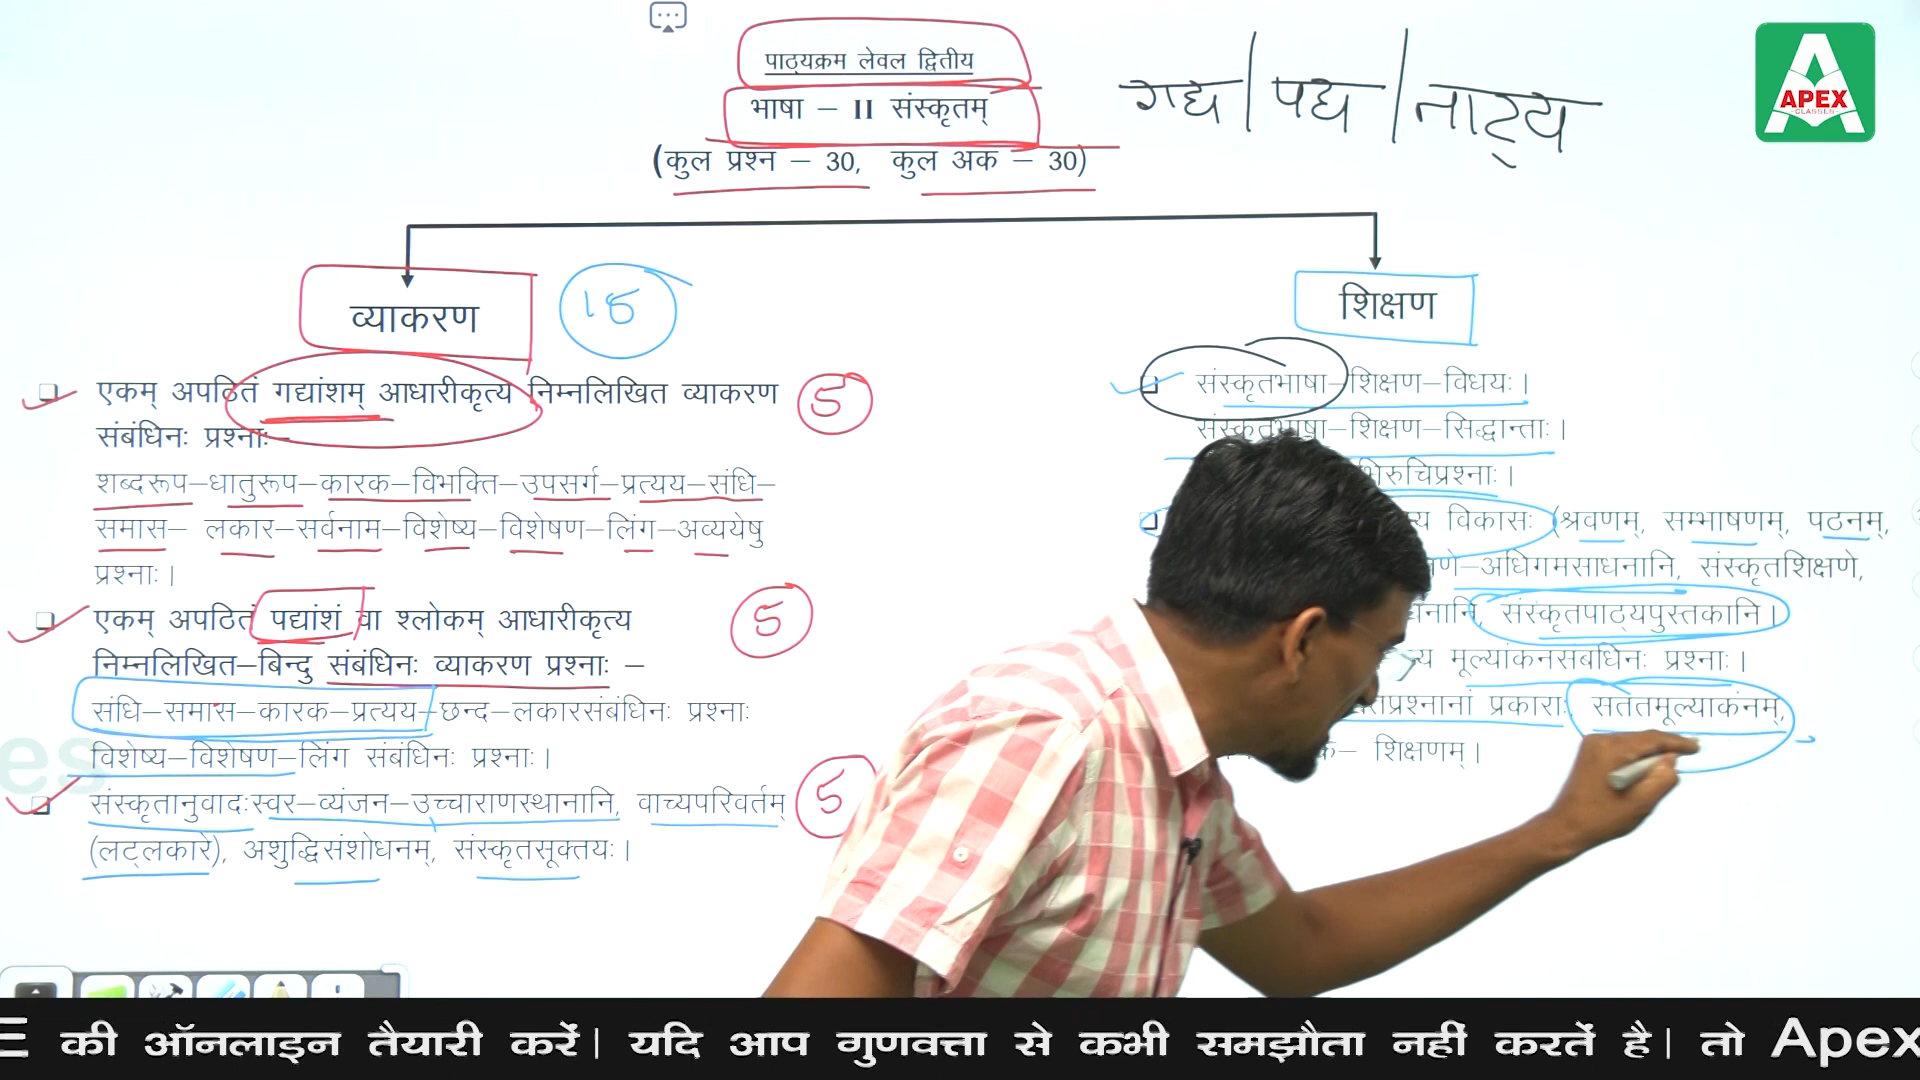 पाठ्यक्रम लेवल द्वितीय
भाषा – II संस्कृतम्
(कुल प्रश्न – 30, कुल अक – 30)
गद्य | पद्य | नाट्य
APEX
CLASSES
व्याकरण
15
एकम् अपठितं गद्यांशम् आधारीकृत्य निम्नलिखित व्याकरण
5
संबंधिनः प्रश्नाः–
शब्दरूप–धातुरूप–कारक–विभक्ति–उपसर्ग–प्रत्यय–संधि–
समास– लकार–सर्वनाम–विशेष्य–विशेषण–लिंग–अव्ययेषु
प्रश्नाः।
एकम् अपठितं पद्यांशं वा श्लोकम् आधारीकृत्य
5
निम्नलिखित–बिन्दु संबंधिनः व्याकरण प्रश्नाः –
संधि–समास–कारक–प्रत्यय–छन्द–लकारसंबंधिनः प्रश्नाः
विशेष्य–विशेषण–लिंग संबंधिनः प्रश्नाः।
संस्कृतानुवादःस्वर–व्यंजन–उच्चाराणस्थानानि, वाच्यपरिवर्तम्
5
(लट्लकारे), अशुद्धिसंशोधनम्, संस्कृतसूक्तयः।
शिक्षण
संस्कृतभाषा–शिक्षण–विधयः।
संस्कृतभाषा–शिक्षण–सिद्धान्ताः।
भिरुचिप्रश्नाः।
विकासः (श्रवणम्, सम्भाषणम्, पठनम्,
णे–अधिगमसाधनानि, संस्कृतशिक्षणे,
संस्कृतपाठ्यपुस्तकानि।
मूल्यांकनसबंधिनः प्रश्नाः।
प्रश्नानां प्रकाराः, सततमूल्याकंनम्,
– शिक्षणम्।
es
की ऑनलाइन तैयारी करें| यदि आप गुणवत्ता से कभी समझौता नहीं करतें है| तो Apex